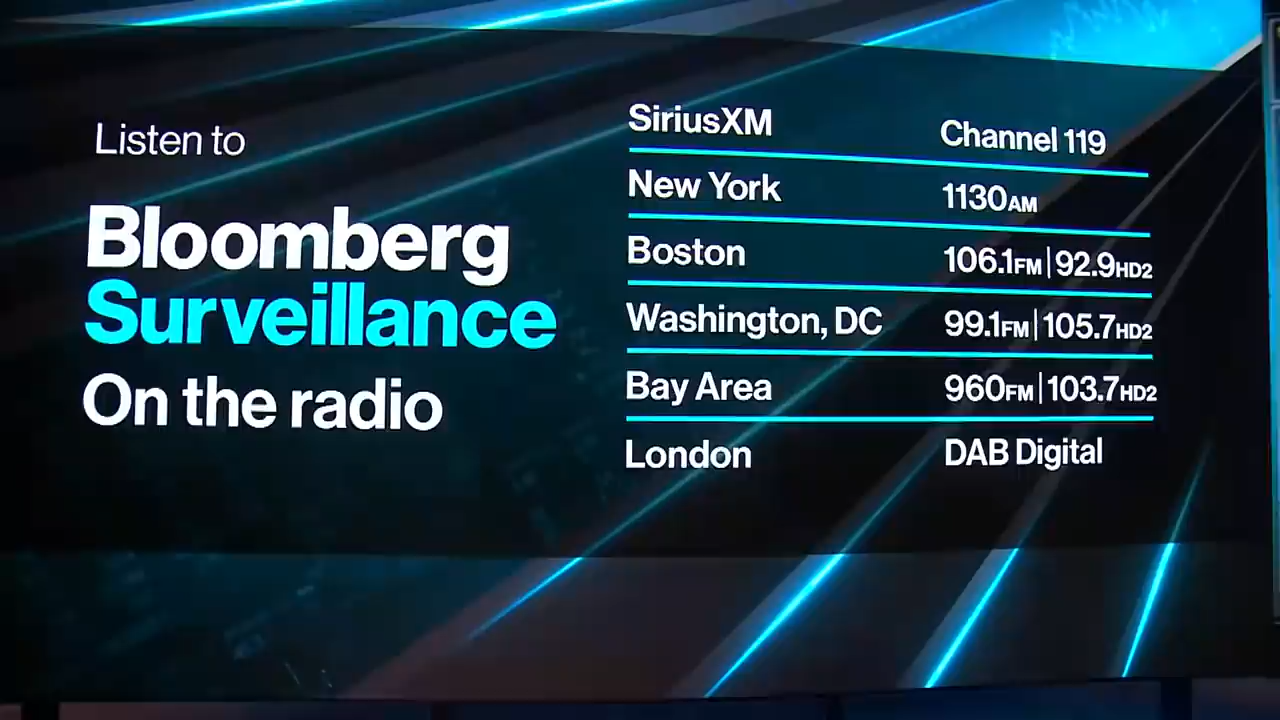 Listen to
Bloomberg
Surveillance
On the radio
SiriusXM Channel 119
New York 1130AM
Boston 106.1FM|92.9HD2
Washington, DC 99.1FM|105.7HD2
Bay Area 960FM|103.7HD2
London DAB Digital